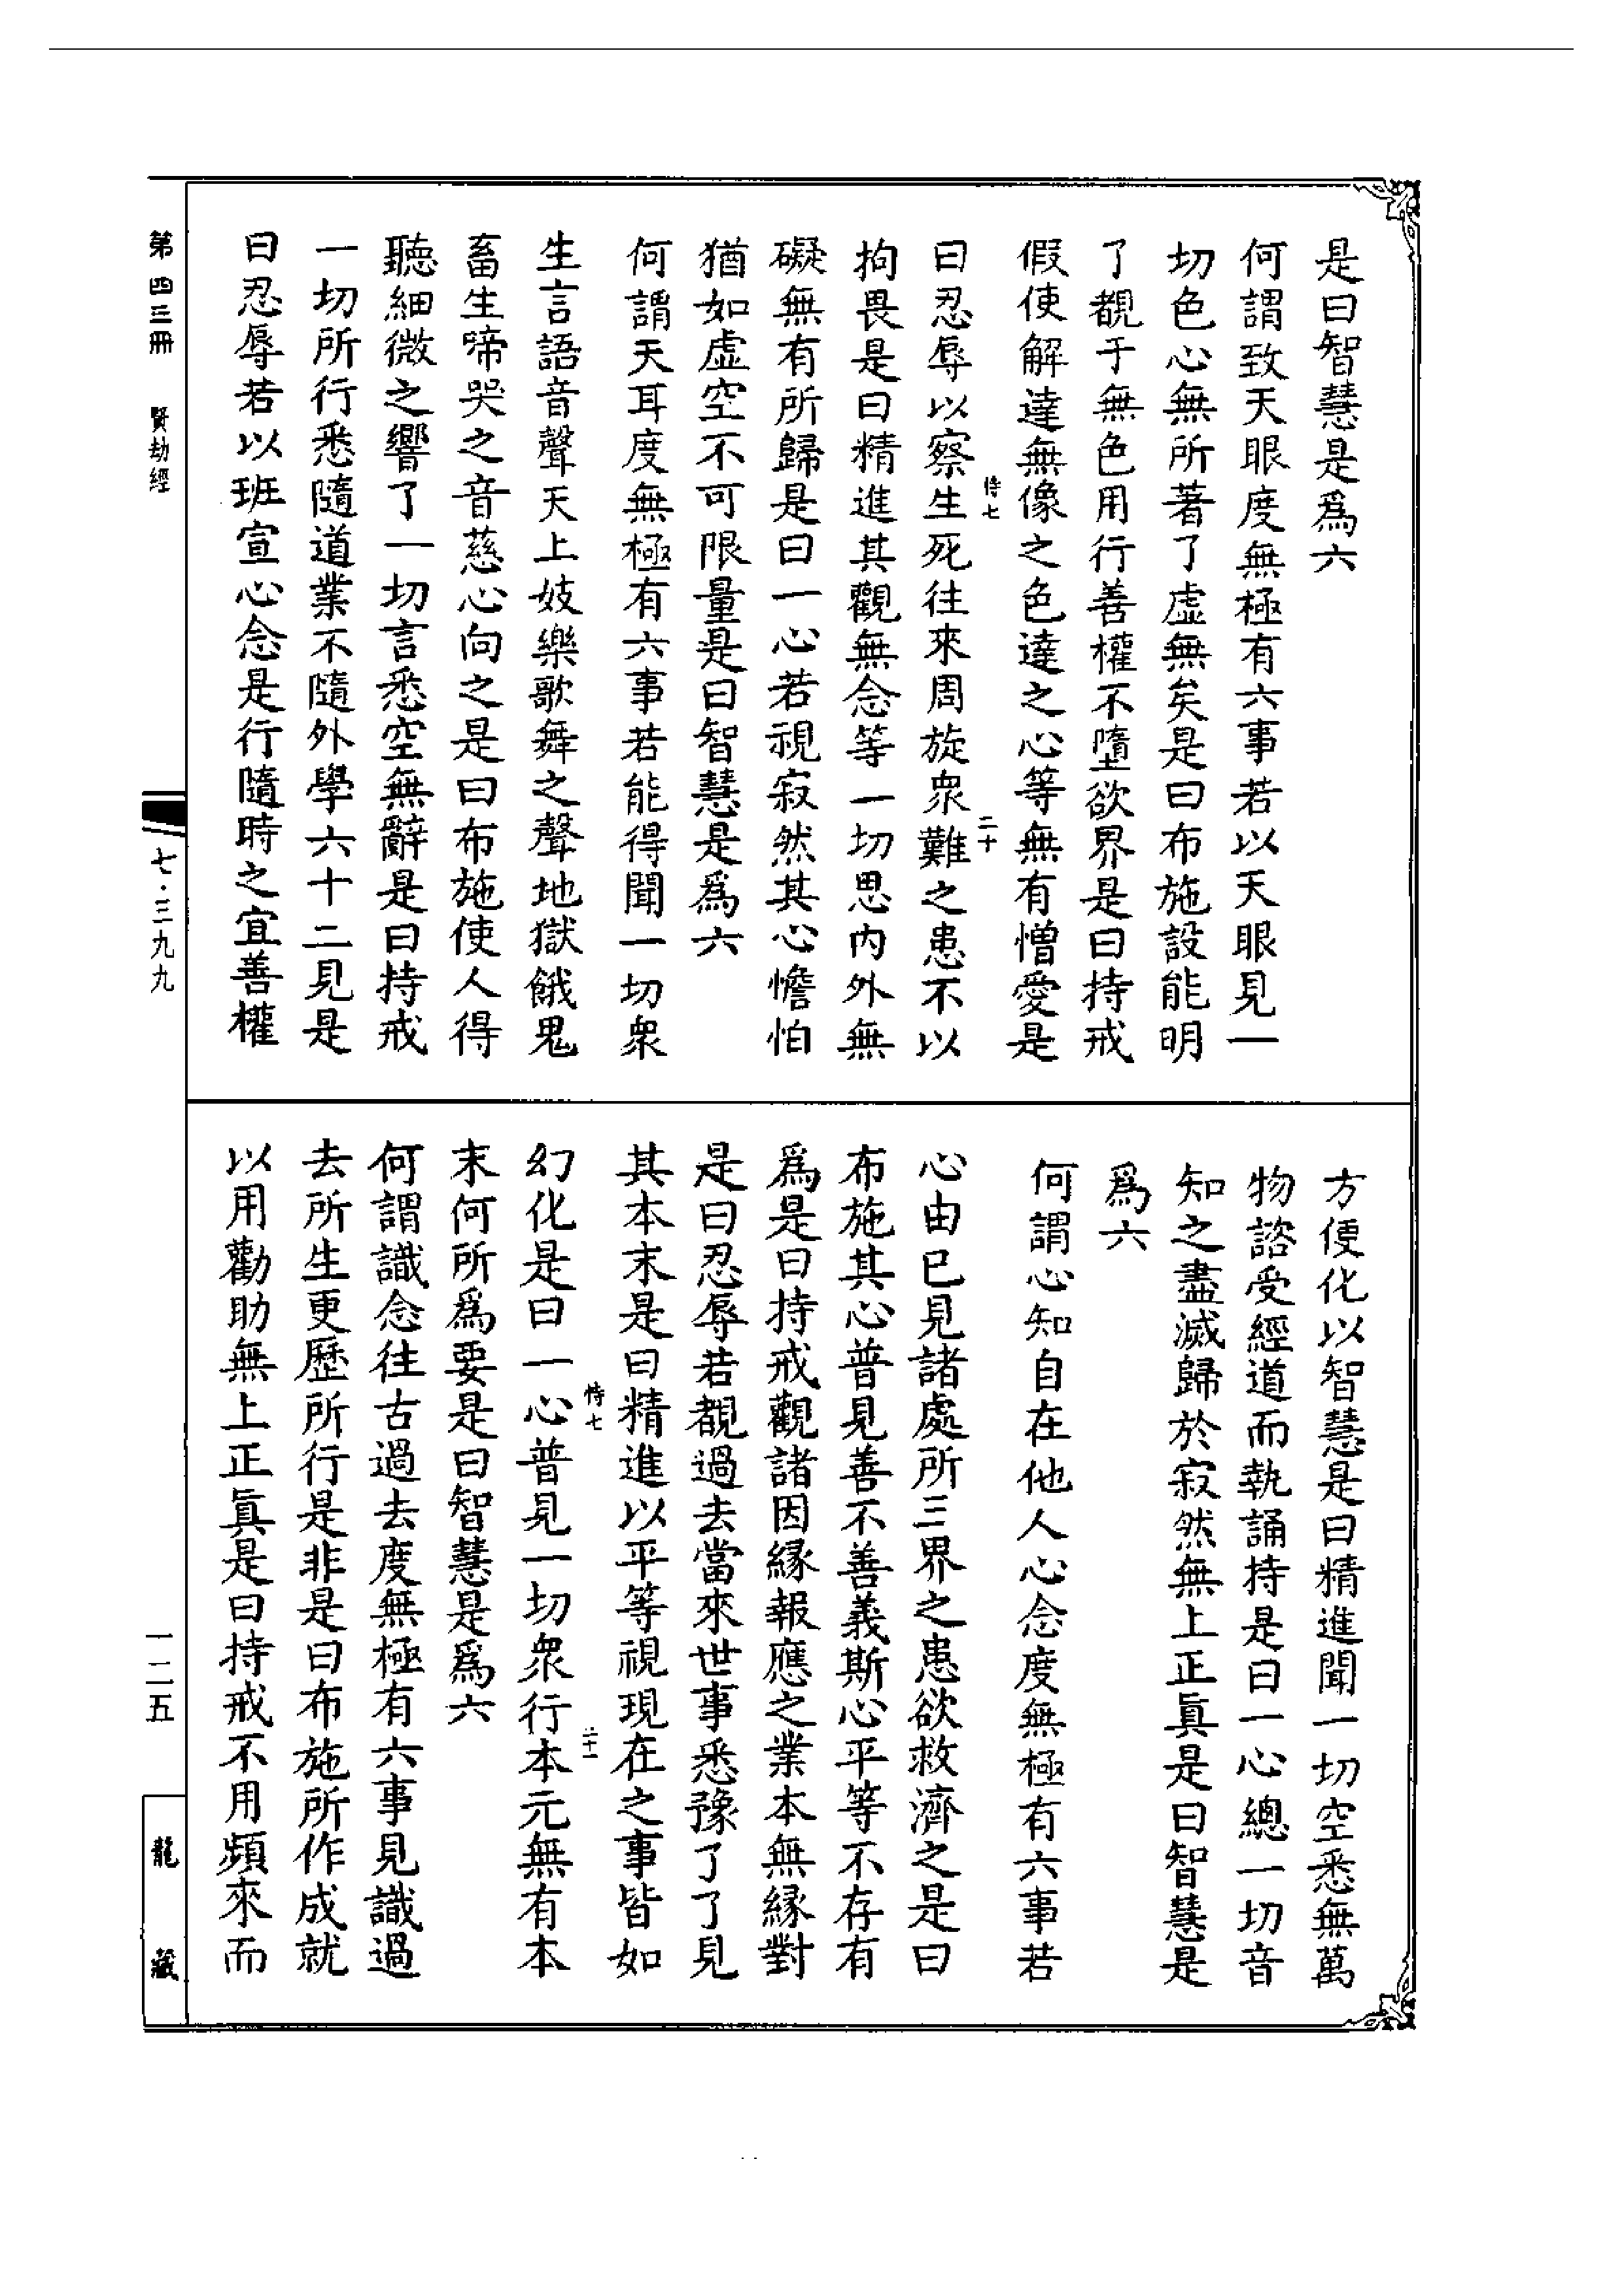 是曰智慧是爲六
何謂致天眼度無極有六事若以天眼見一
切色心無所著了虛無矣是曰布施設能明
了覩于無色用行善權不墮欲界是曰持戒
假使解達無像之色達之心等無有憎愛是
曰忍辱以察生死往來周旋衆難之患不以
拘畏是曰精進其觀無念等一切思內外無
礙無有所歸是曰一心若視寂然其心憺怕
猶如虛空不可限量是曰智慧是爲六
何謂天耳度無極有六事若能得聞一切衆
生言語音聲天上妓樂歌舞之聲地獄餓鬼
畜生啼哭之音慈心向之是曰布施使人得
聽細微之響了一切言悉空無辭是曰持戒
一切所行悉隨道業不隨外學六十二見是
曰忍辱若以班宣心念是行隨時之宜善權
方便化以智慧是曰精進聞一切空悉無萬
物諮受經道而執誦持是曰一心總一切音
知之盡滅歸於寂然無上正眞是曰智慧是
爲六
何謂心知自在他人心念度無極有六事若
心由已見諸處所三界之患欲救濟之是曰
布施其心普見善不善義斯心平等不存有
爲是曰持戒觀諸因緣報應之業本無緣對
是曰忍辱若覩過去當來世事悉豫了了見
其本末是曰精進以平等視現在之事皆如
幻化是曰一心普見一切衆行本元無有本
末何所爲要是曰智慧是爲六
何謂識念往古過去度無極有六事見識過
去所生更歷所行是非是曰布施所作成就
以用勸助無上正眞是曰持戒不用頻來而
恃七
二十
恃七
二十一
第四三冊 賢劫經
七·三九九
一二五
龍藏